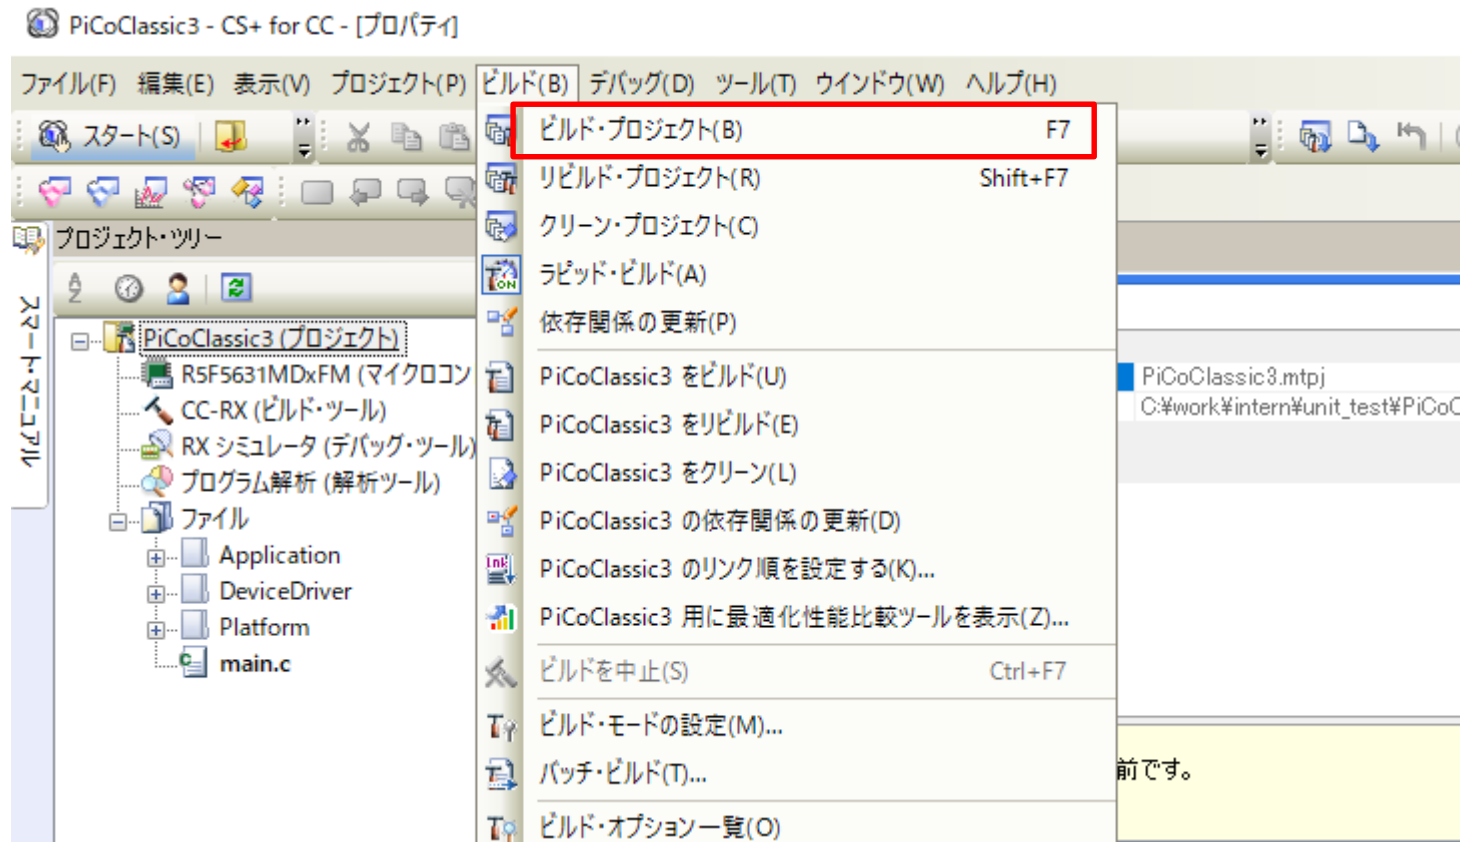 PiCoClassic3 - CS+ for CC - [プロパティ]
ファイル(F) 編集(E) 表示(V) プロジェクト(P) ビルド(B) デバッグ(D) ツール(T) ウインドウ(W) ヘルプ(H)
スタート(S)
ビルド・プロジェクト(B) F7
リビルド・プロジェクト(R) Shift+F7
クリーン・プロジェクト(C)
ラピッド・ビルド(A)
依存関係の更新(P)
PiCoClassic3 をビルド(U)
PiCoClassic3 をリビルド(E)
PiCoClassic3 をクリーン(L)
PiCoClassic3 の依存関係の更新(D)
PiCoClassic3 のリンク順を設定する(K)...
PiCoClassic3 用に最適化性能比較ツールを表示(Z)...
ビルドを中止(S) Ctrl+F7
ビルド・モードの設定(M)...
バッチ・ビルド(T)...
ビルド・オプション一覧(O)
スマート・マニュアル
プロジェクト・ツリー
PiCoClassic3 (プロジェクト)
R5F5631MDxFM (マイクロコン
CC-RX (ビルド・ツール)
RX シミュレータ (デバッグ・ツール)
プログラム解析 (解析ツール)
ファイル
Application
DeviceDriver
Platform
main.c
PiCoClassic3.mtpj
C:¥work¥intern¥unit_test¥PiCoC
前です。